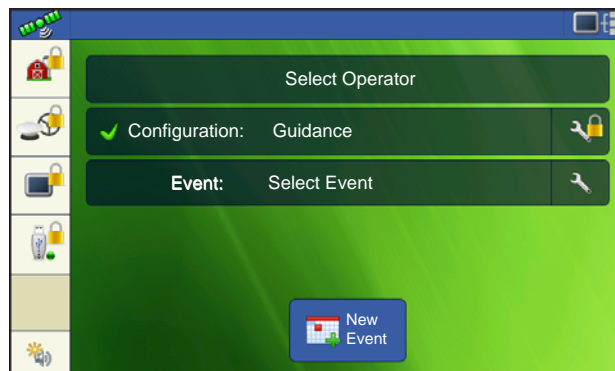 Select Operator
Configuration: Guidance
Event: Select Event
New
Event